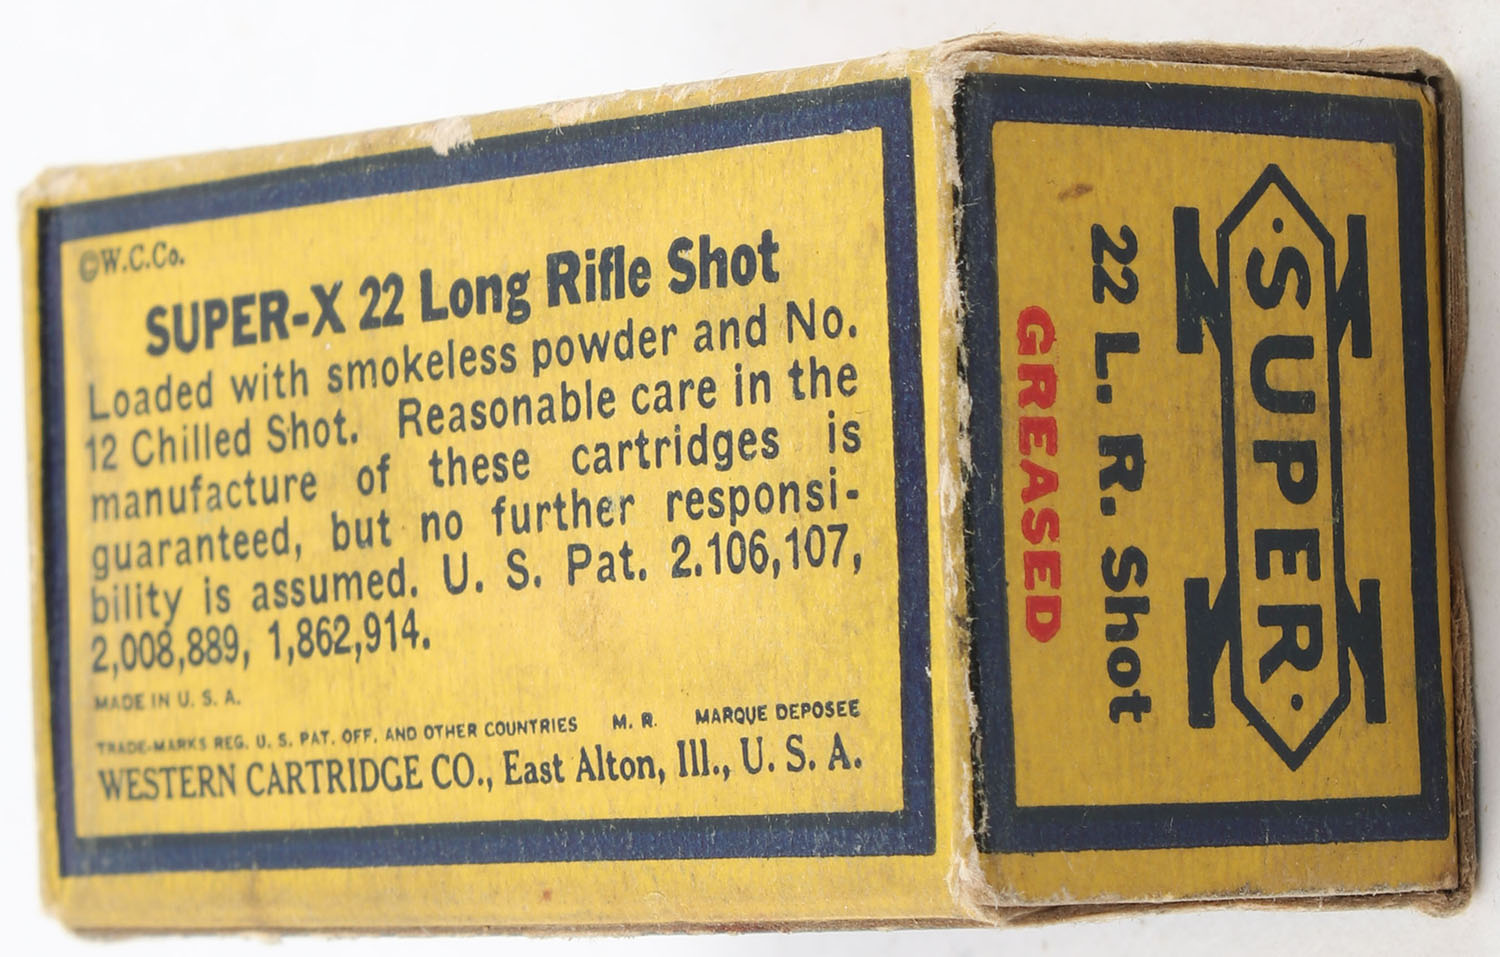 ©W.C.Co.
SUPER-X 22 Long Rifle Shot
Loaded with smokeless powder and No.
12 Chilled Shot. Reasonable care in the
manufacture of these cartridges is
guaranteed, but no further responsi-
bility is assumed. U. S. Pat. 2.106,107,
2,008,889, 1,862,914.
MADE IN U. S. A.
TRADE-MARKS REG. U. S. PAT. OFF. AND OTHER COUNTRIES M. R. MARQUE DEPOSEE
WESTERN CARTRIDGE CO., East Alton, Ill., U. S. A.
X
·SUPER·
22 L. R. Shot
GREASED